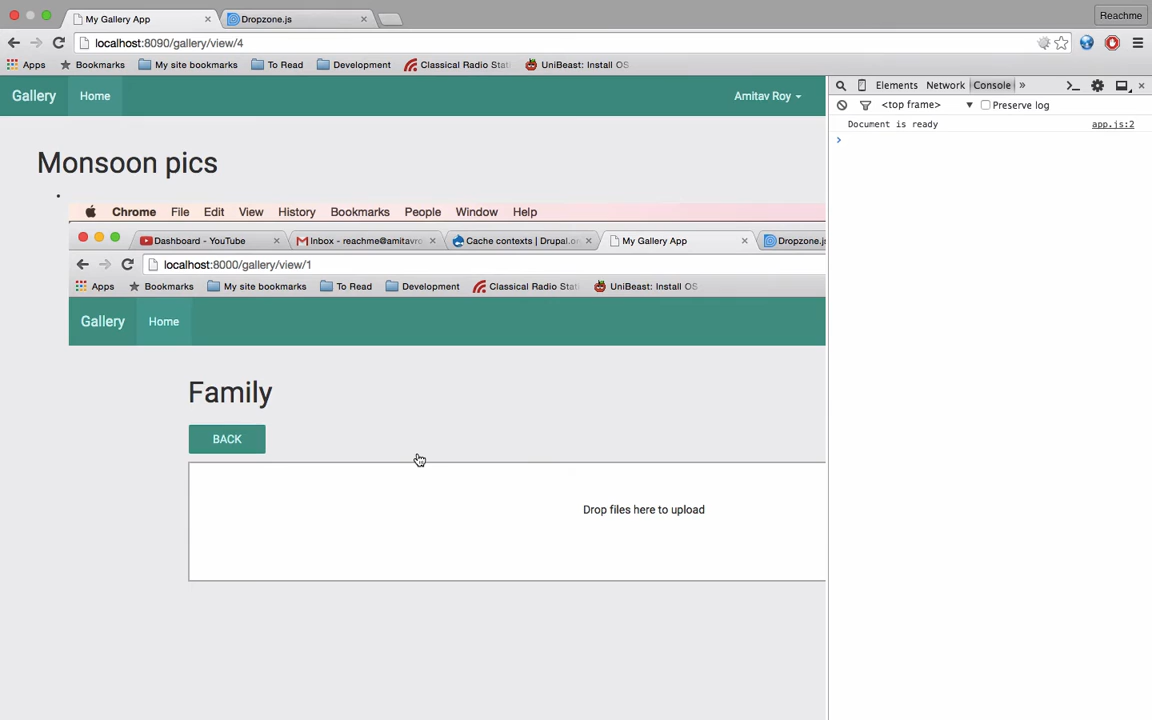 My Gallery App
Dropzone.js
Reachme
localhost:8090/gallery/view/4
Apps Bookmarks My site bookmarks To Read Development Classical Radio Stati UniBeast: Install OS
Elements Network Console »
Gallery Home Amitav Roy
<top frame> Preserve log
Document is ready app.js:2
Monsoon pics
Chrome File Edit View History Bookmarks People Window Help
Dashboard - YouTube
Inbox - reachme@amitavro
Cache contexts | Drupal.or
My Gallery App
Dropzone.js
localhost:8000/gallery/view/1
Apps Bookmarks My site bookmarks To Read Development Classical Radio Stati UniBeast: Install OS
Gallery Home
Family
BACK
Drop files here to upload